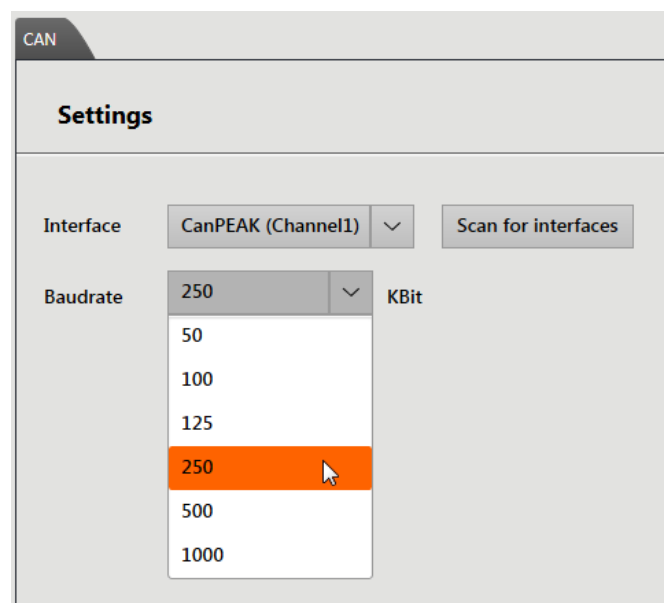 CAN
Settings
Interface CanPEAK (Channel1) Scan for interfaces
Baudrate 250 KBit
50
100
125
250
500
1000